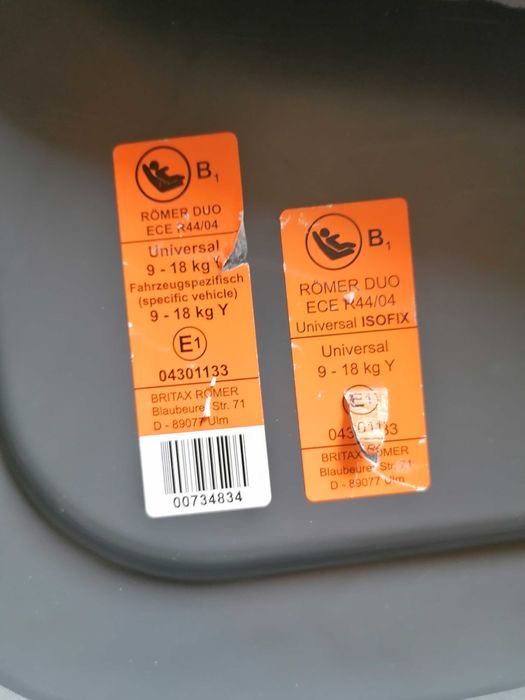 B1
RÖMER DUO
ECE R44/04
Universal
9 - 18 kg Y
Fahrzeugspezifisch
(specific vehicle)
9 - 18 kg Y
E1
04301133
BRITAX RÖMER
Blaubeurer Str. 71
D - 89077 Ulm
00734834
B1
RÖMER DUO
ECE R44/04
Universal ISOFIX
Universal
9 - 18 kg Y
E1
04301133
BRITAX RÖMER
Blaubeurer Str. 71
D - 89077 Ulm